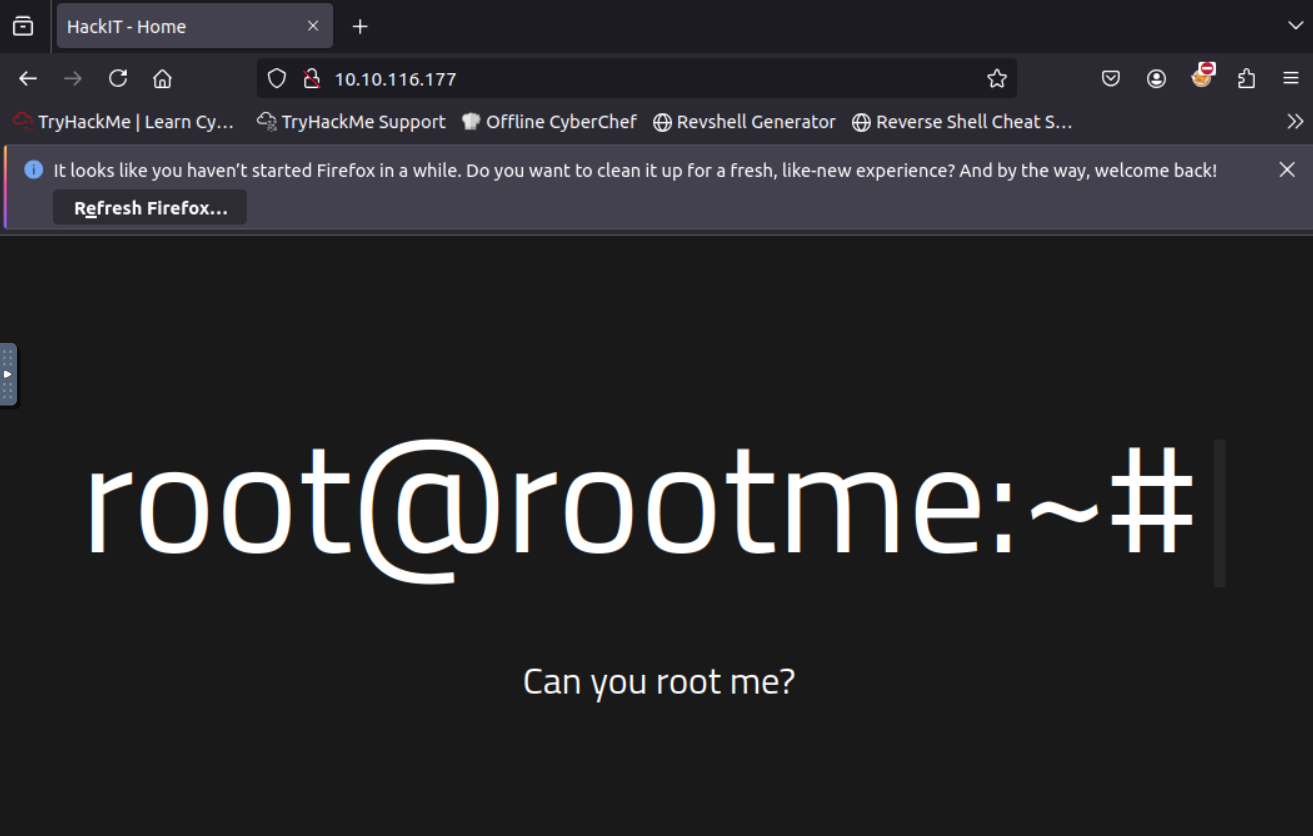 HackIT - Home
10.10.116.177
TryHackMe | Learn Cy… TryHackMe Support Offline CyberChef Revshell Generator Reverse Shell Cheat S…
It looks like you haven’t started Firefox in a while. Do you want to clean it up for a fresh, like-new experience? And by the way, welcome back!
Refresh Firefox…
root@rootme:~#
Can you root me?